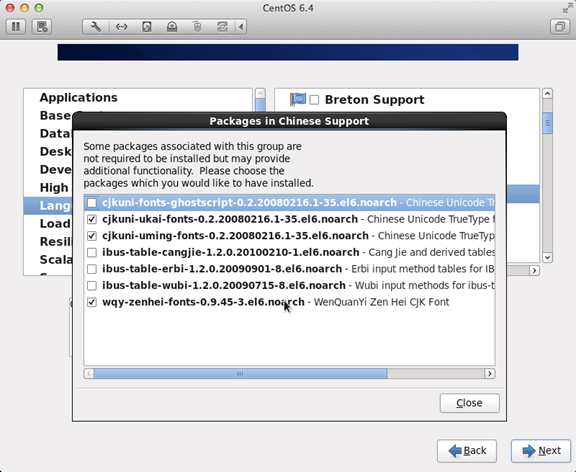 CentOS 6.4
Applications
Base
Breton Support
Packages in Chinese Support
Some packages associated with this group are
not required to be installed but may provide
additional functionality. Please choose the
packages which you would like to have installed.
Data
Desk
Deve
High
Lang
Load
Resili
Scala
cjkuni-fonts-ghostscript-0.2.20080216.1-35.el6.noarch - Chinese Unicode Tr
cjkuni-ukai-fonts-0.2.20080216.1-35.el6.noarch - Chinese Unicode TrueType f
cjkuni-uming-fonts-0.2.20080216.1-35.el6.noarch - Chinese Unicode TrueTyp
ibus-table-cangjie-1.2.0.20100210-1.el6.noarch - Cang Jie and derived tables
ibus-table-erbi-1.2.0.20090901-8.el6.noarch - Erbi input method tables for IB
ibus-table-wubi-1.2.0.20090715-8.el6.noarch - Wubi input methods for ibus-t
wqy-zenhei-fonts-0.9.45-3.el6.noarch - WenQuanYi Zen Hei CJK Font
Close
Back
Next